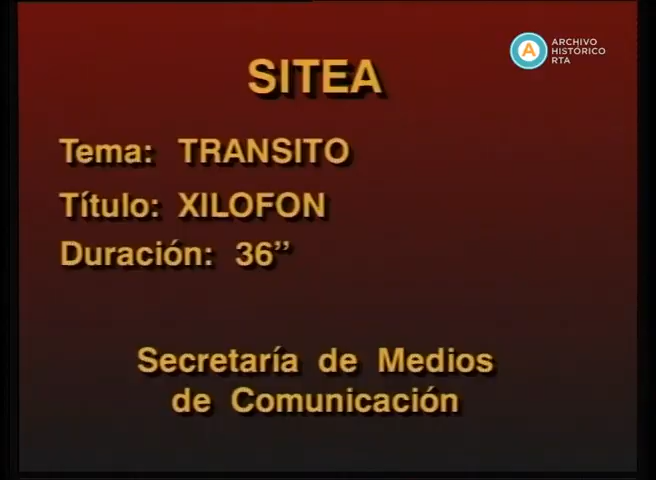 SITEA
ARCHIVO
HISTÓRICO
RTA
A
Tema: TRANSITO
Título: XILOFON
Duración: 36”
Secretaría de Medios
de Comunicación